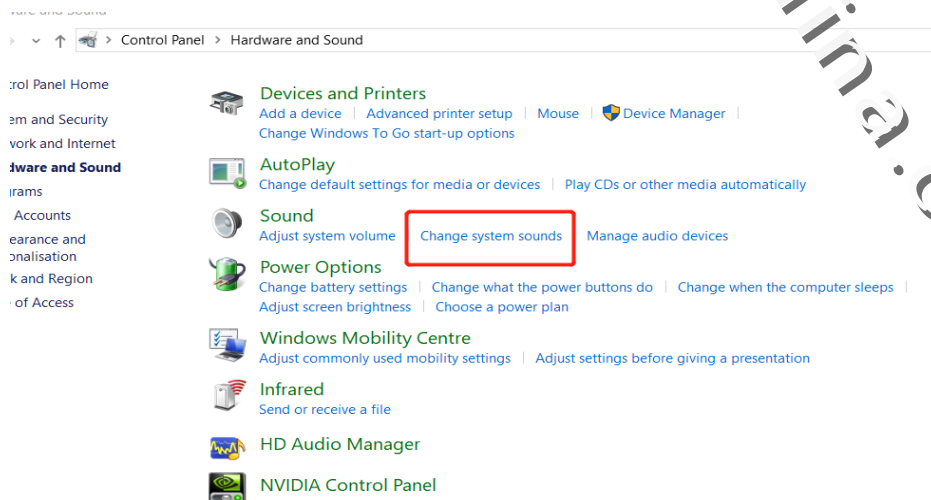 Control Panel > Hardware and Sound
trol Panel Home
em and Security
work and Internet
dware and Sound
grams
Accounts
earance and
onalisation
k and Region
of Access
Devices and Printers
Add a device | Advanced printer setup | Mouse | Device Manager |
Change Windows To Go start-up options
AutoPlay
Change default settings for media or devices | Play CDs or other media automatically
Sound
Adjust system volume | Change system sounds | Manage audio devices
Power Options
Change battery settings | Change what the power buttons do | Change when the computer sleeps |
Adjust screen brightness | Choose a power plan
Windows Mobility Centre
Adjust commonly used mobility settings | Adjust settings before giving a presentation
Infrared
Send or receive a file
HD Audio Manager
NVIDIA Control Panel
ina.